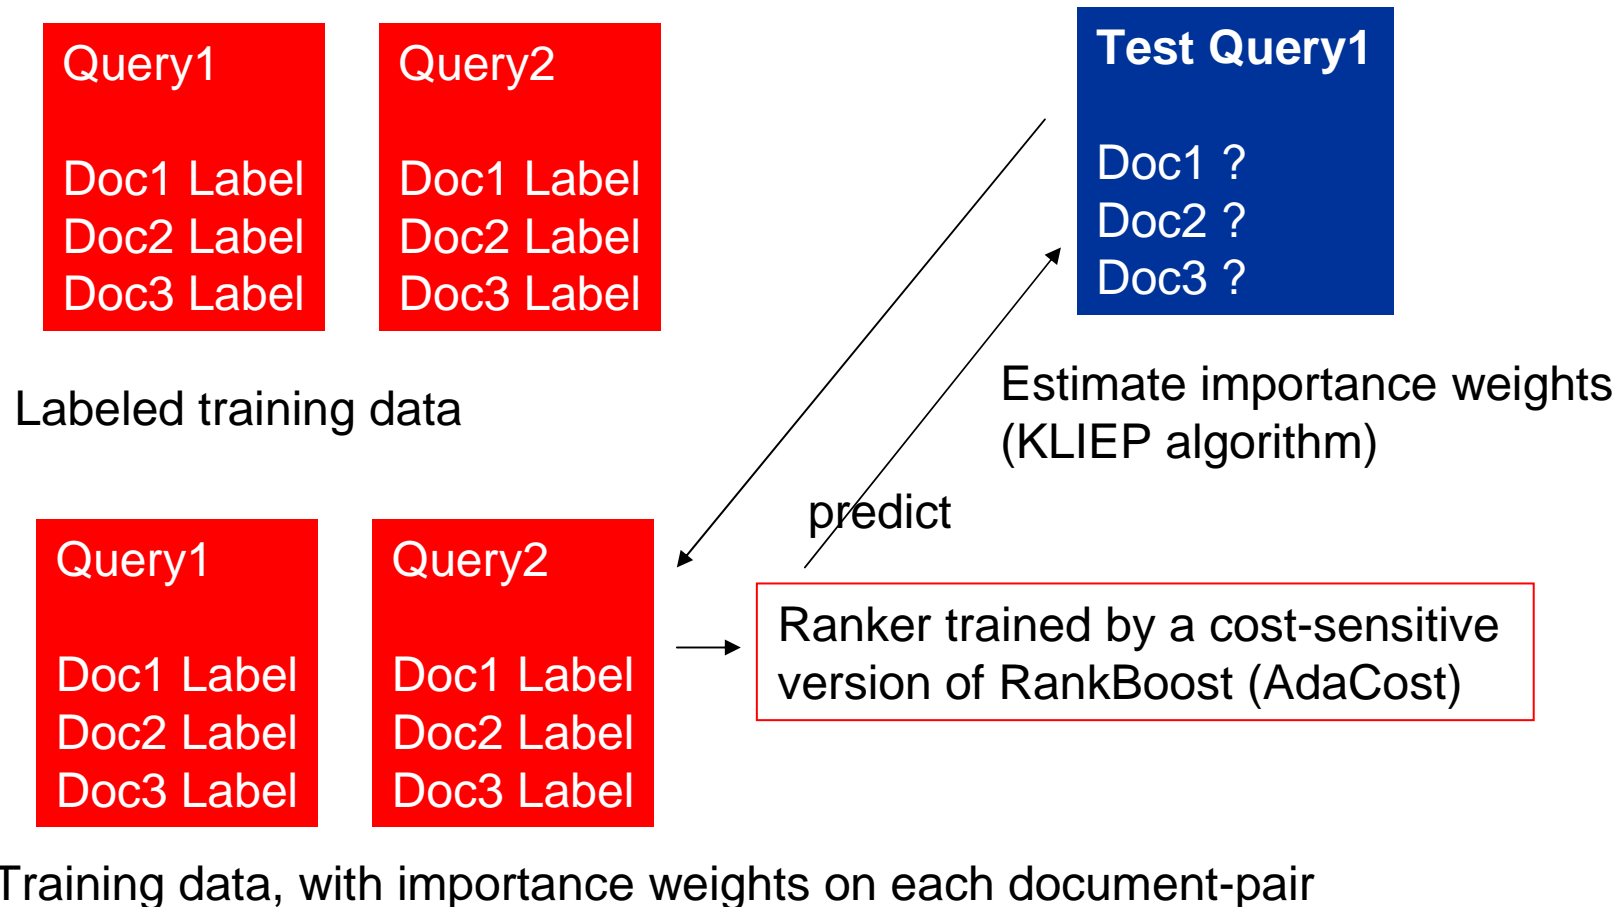 Query1
Doc1 Label
Doc2 Label
Doc3 Label
Query2
Doc1 Label
Doc2 Label
Doc3 Label
Test Query1
Doc1 ?
Doc2 ?
Doc3 ?
Labeled training data
Estimate importance weights
(KLIEP algorithm)
predict
Query1
Doc1 Label
Doc2 Label
Doc3 Label
Query2
Doc1 Label
Doc2 Label
Doc3 Label
Ranker trained by a cost-sensitive
version of RankBoost (AdaCost)
Training data, with importance weights on each document-pair